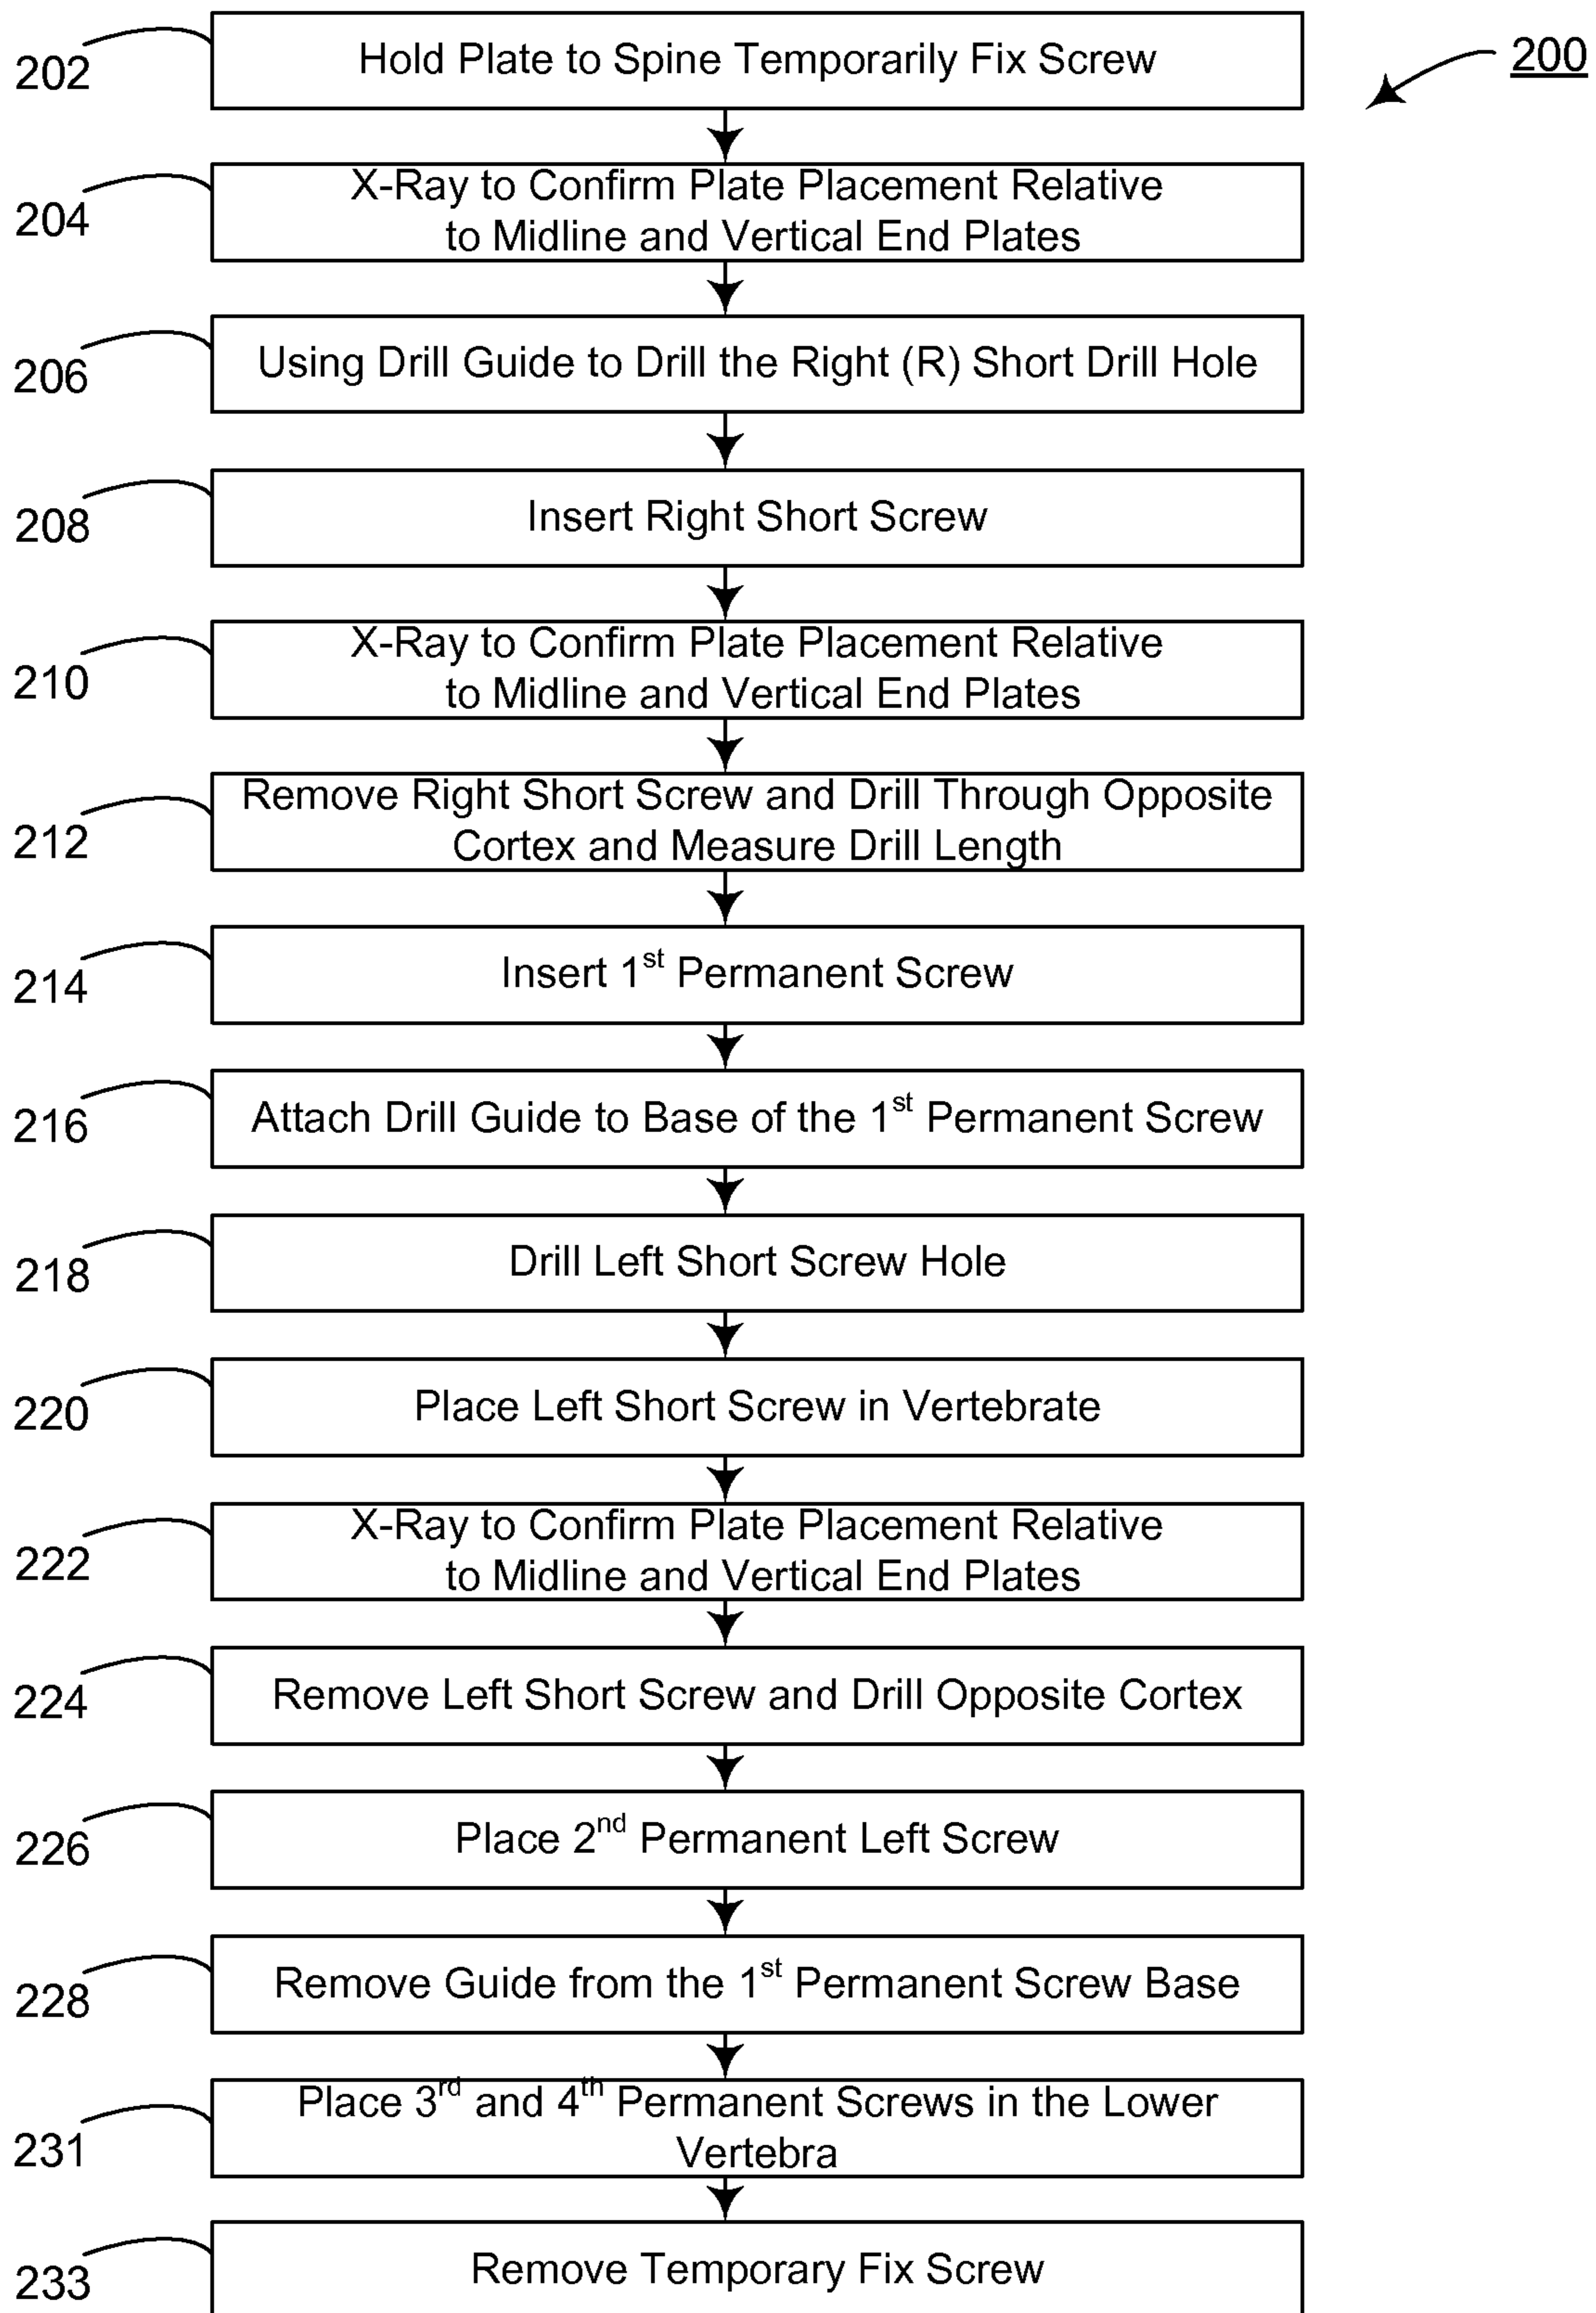 200
202
Hold Plate to Spine Temporarily Fix Screw
204
X-Ray to Confirm Plate Placement Relative
to Midline and Vertical End Plates
206
Using Drill Guide to Drill the Right (R) Short Drill Hole
208
Insert Right Short Screw
210
X-Ray to Confirm Plate Placement Relative
to Midline and Vertical End Plates
212
Remove Right Short Screw and Drill Through Opposite
Cortex and Measure Drill Length
214
Insert 1st Permanent Screw
216
Attach Drill Guide to Base of the 1st Permanent Screw
218
Drill Left Short Screw Hole
220
Place Left Short Screw in Vertebrate
222
X-Ray to Confirm Plate Placement Relative
to Midline and Vertical End Plates
224
Remove Left Short Screw and Drill Opposite Cortex
226
Place 2nd Permanent Left Screw
228
Remove Guide from the 1st Permanent Screw Base
231
Place 3rd and 4th Permanent Screws in the Lower
Vertebra
233
Remove Temporary Fix Screw